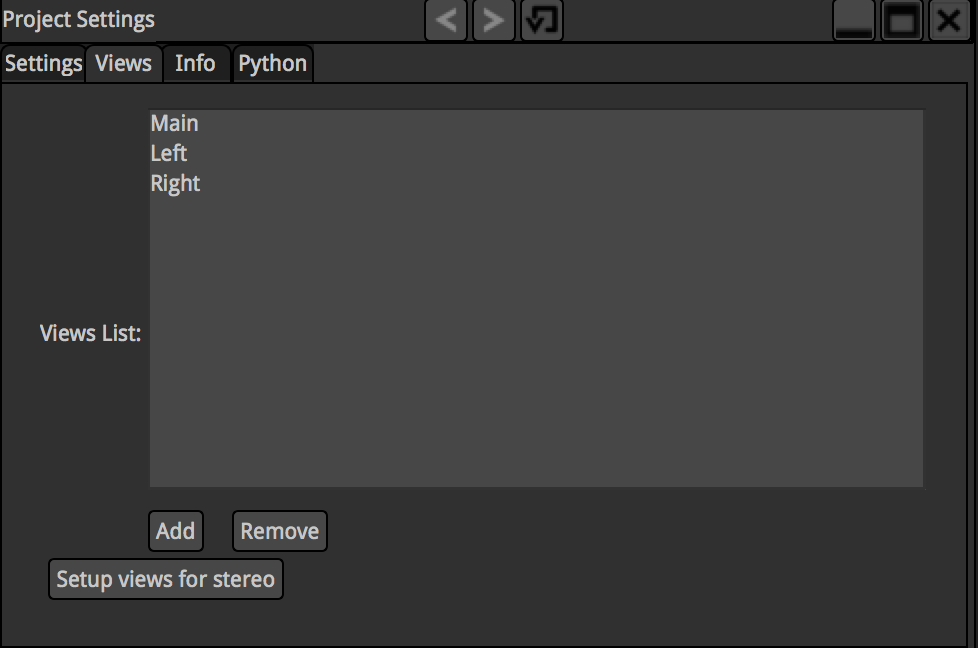 Project Settings
Settings Views Info Python
Main
Left
Right
Views List:
Add Remove
Setup views for stereo